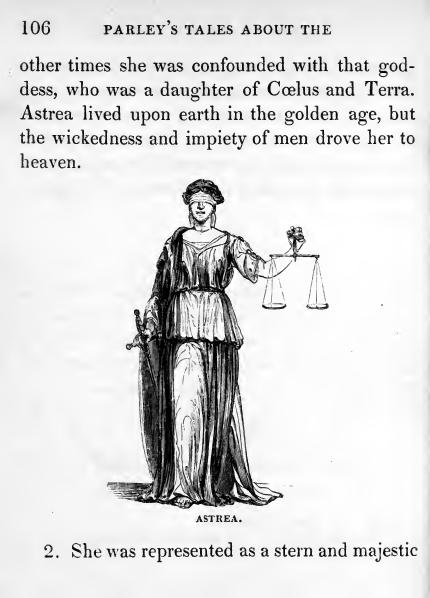 106 PARLEY'S TALES ABOUT THE
other times she was confounded with that god-
dess, who was a daughter of Cœlus and Terra.
Astrea lived upon earth in the golden age, but
the wickedness and impiety of men drove her to
heaven.
ASTREA.
2. She was represented as a stern and majestic